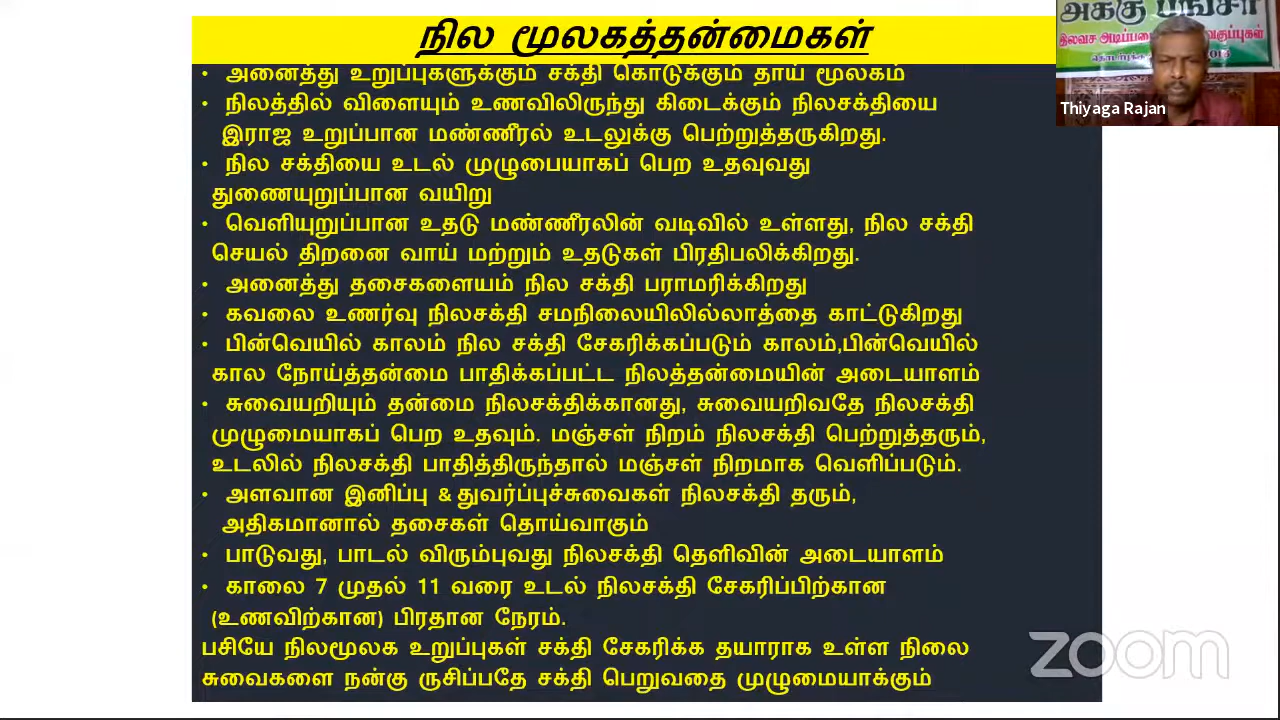 நில மூலகத்தன்மைகள்
• அனைத்து உறுப்புகளுக்கும் சக்தி கொடுக்கும் தாய் மூலகம்
• நிலத்தில் விளையும் உணவிலிருந்து கிடைக்கும் நிலசக்தியை
இராஜ உறுப்பான மண்ணீரல் உடலுக்கு பெற்றுத்தருகிறது.
• நில சக்தியை உடல் முழுபையாகப் பெற உதவுவது
துணையுறுப்பான வயிறு
• வெளியுறுப்பான உதடு மண்ணீரலின் வடிவில் உள்ளது, நில சக்தி
செயல் திறனை வாய் மற்றும் உதடுகள் பிரதிபலிக்கிறது.
• அனைத்து தசைகளையம் நில சக்தி பராமரிக்கிறது
• கவலை உணர்வு நிலசக்தி சமநிலையிலில்லாத்தை காட்டுகிறது
• பின்வெயில் காலம் நில சக்தி சேகரிக்கப்படும் காலம்,பின்வெயில்
கால நோய்த்தன்மை பாதிக்கப்பட்ட நிலத்தன்மையின் அடையாளம்
• சுவையறியும் தன்மை நிலசக்திக்கானது, சுவையறிவதே நிலசக்தி
முழுமையாகப் பெற உதவும். மஞ்சள் நிறம் நிலசக்தி பெற்றுத்தரும்,
உடலில் நிலசக்தி பாதித்திருந்தால் மஞ்சள் நிறமாக வெளிப்படும்.
• அளவான இனிப்பு & துவர்ப்புச்சுவைகள் நிலசக்தி தரும்,
அதிகமானால் தசைகள் தொய்வாகும்
• பாடுவது, பாடல் விரும்புவது நிலசக்தி தெளிவின் அடையாளம்
• காலை 7 முதல் 11 வரை உடல் நிலசக்தி சேகரிப்பிற்கான
(உணவிற்கான) பிரதான நேரம்.
பசியே நிலமூலக உறுப்புகள் சக்தி சேகரிக்க தயாராக உள்ள நிலை
சுவைகளை நன்கு ருசிப்பதே சக்தி பெறுவதை முழுமையாக்கும்
அக்கு
இலவச
Thiyaga Rajan
zoom